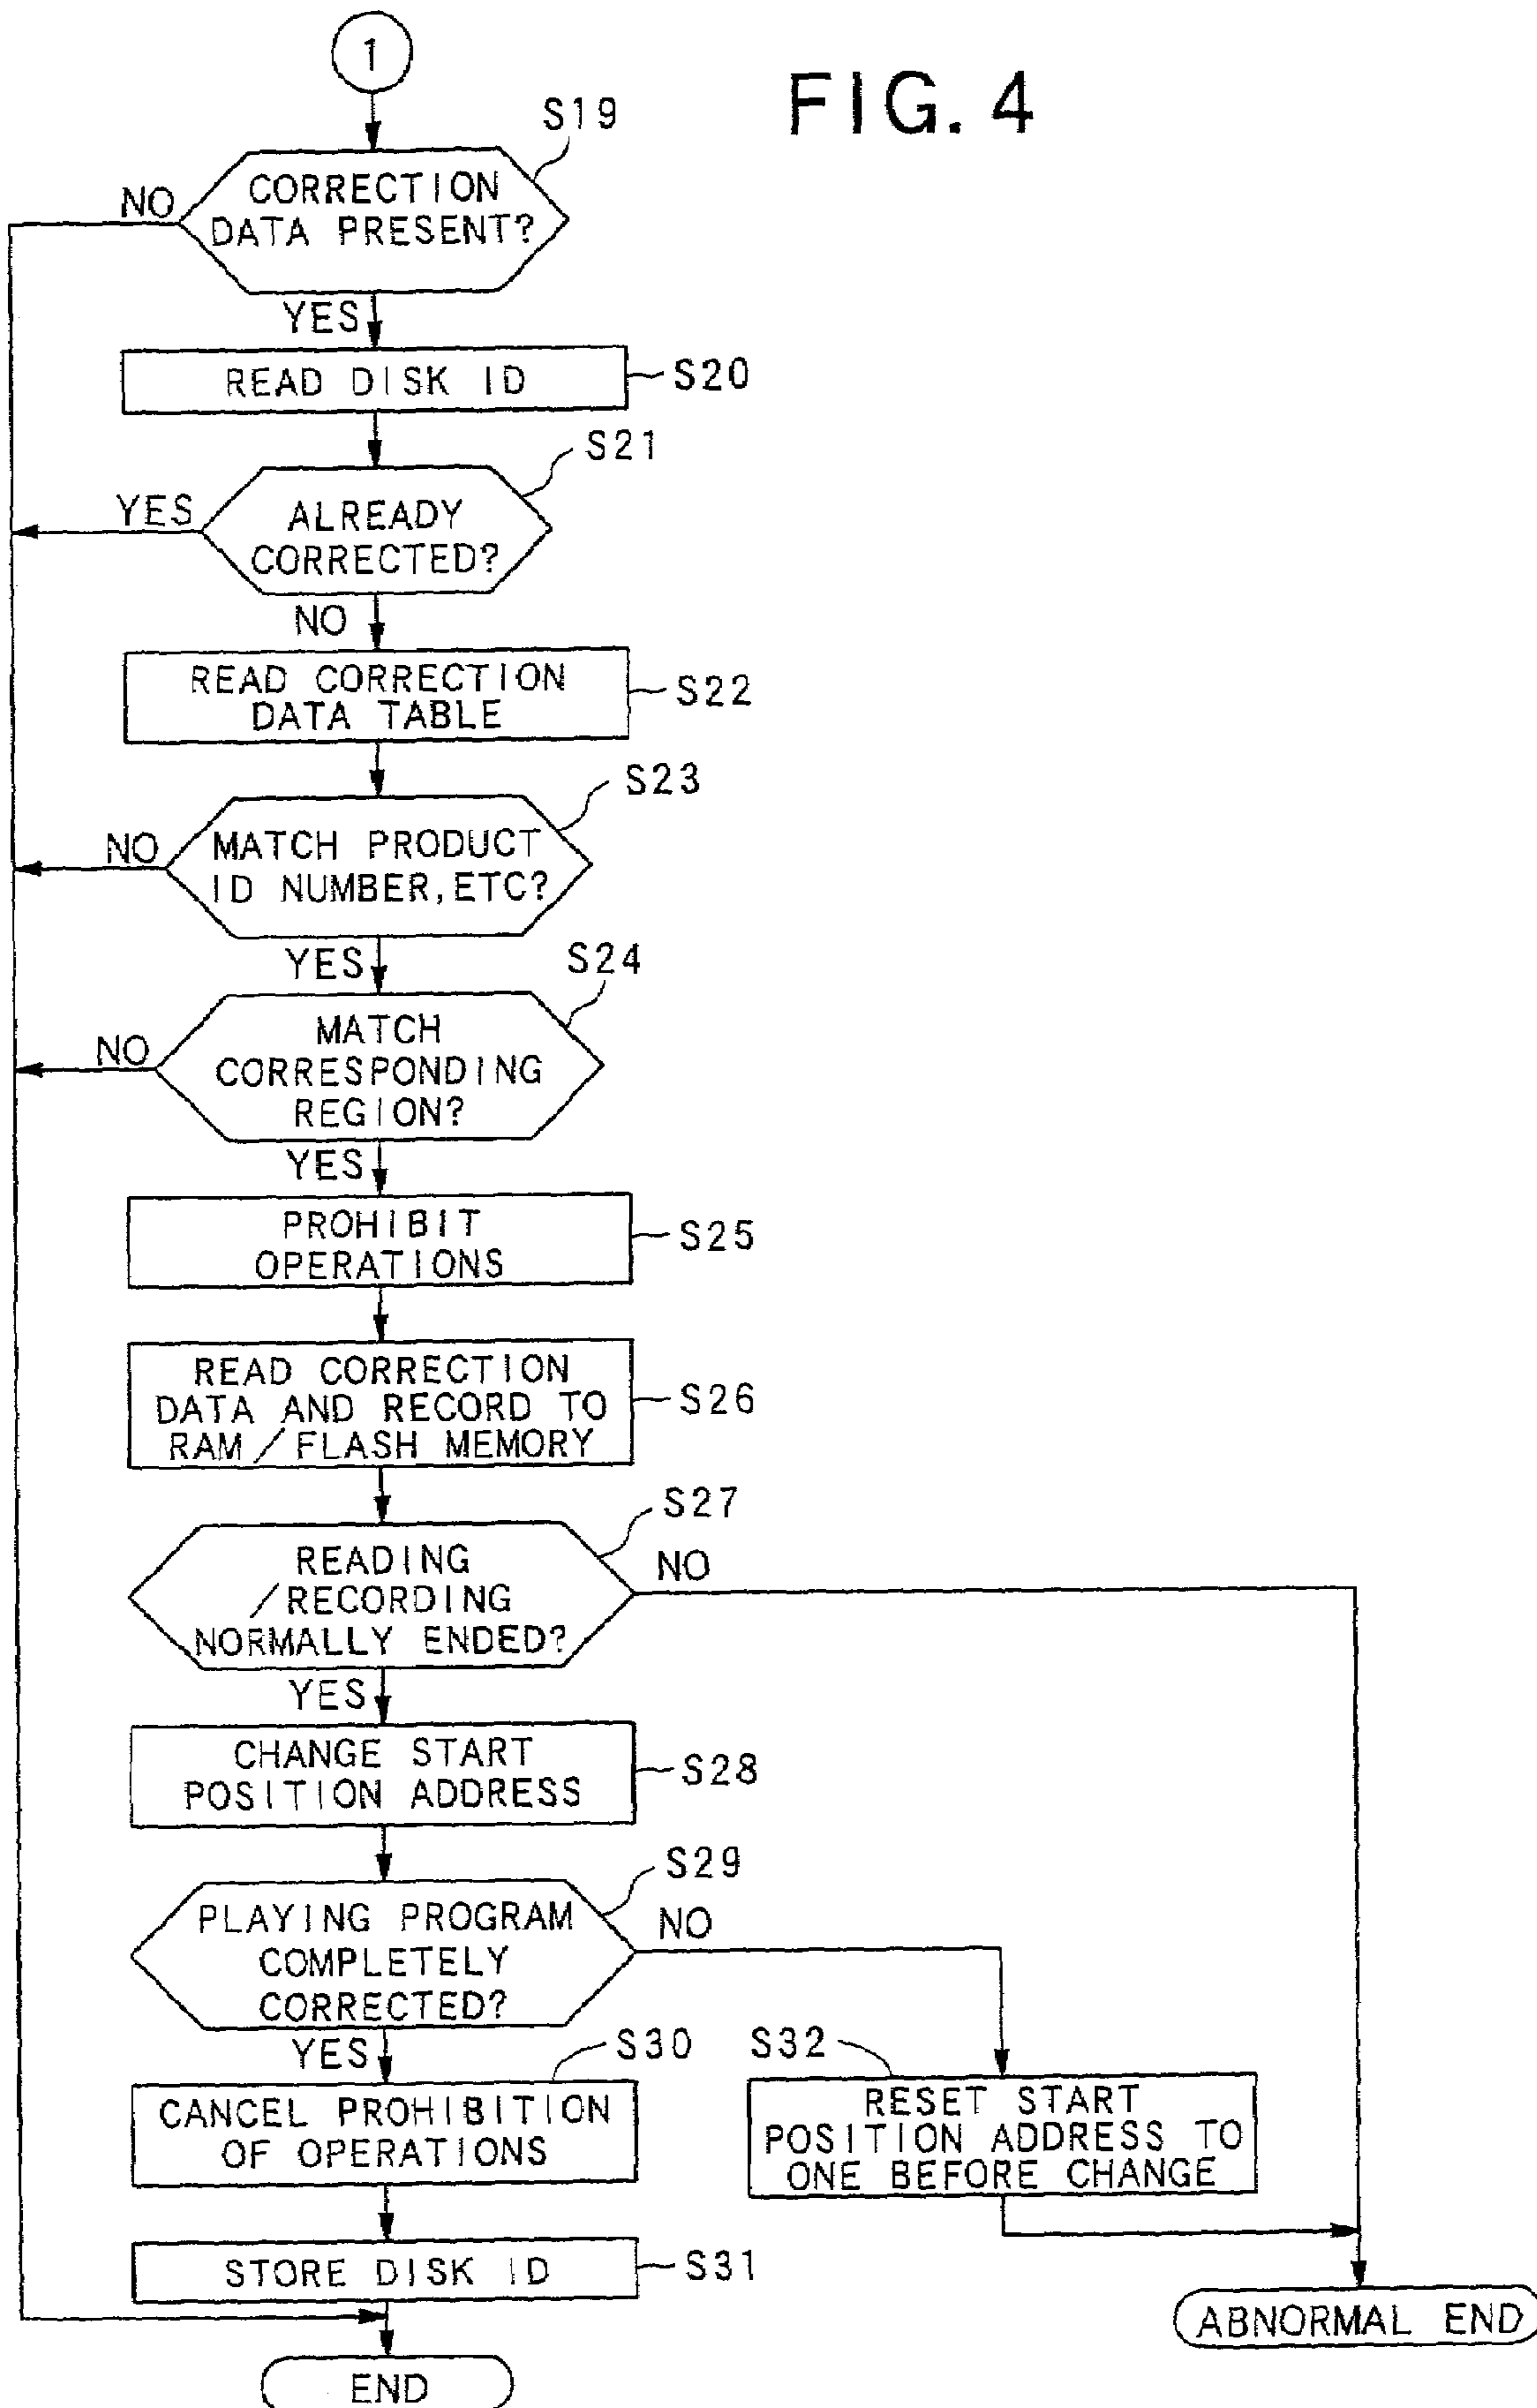 1
FIG. 4
S19
CORRECTION
DATA PRESENT?
NO
YES
READ DISK ID
S20
S21
ALREADY
CORRECTED?
YES
NO
READ CORRECTION
DATA TABLE
S22
S23
MATCH PRODUCT
ID NUMBER, ETC?
NO
YES
S24
MATCH
CORRESPONDING
REGION?
NO
YES
PROHIBIT
OPERATIONS
S25
READ CORRECTION
DATA AND RECORD TO
RAM/FLASH MEMORY
S26
S27
READING
/RECORDING
NORMALLY ENDED?
NO
YES
CHANGE START
POSITION ADDRESS
S28
S29
PLAYING PROGRAM
COMPLETELY
CORRECTED?
NO
YES
S30
CANCEL PROHIBITION
OF OPERATIONS
S32
RESET START
POSITION ADDRESS TO
ONE BEFORE CHANGE
STORE DISK ID
S31
ABNORMAL END
END